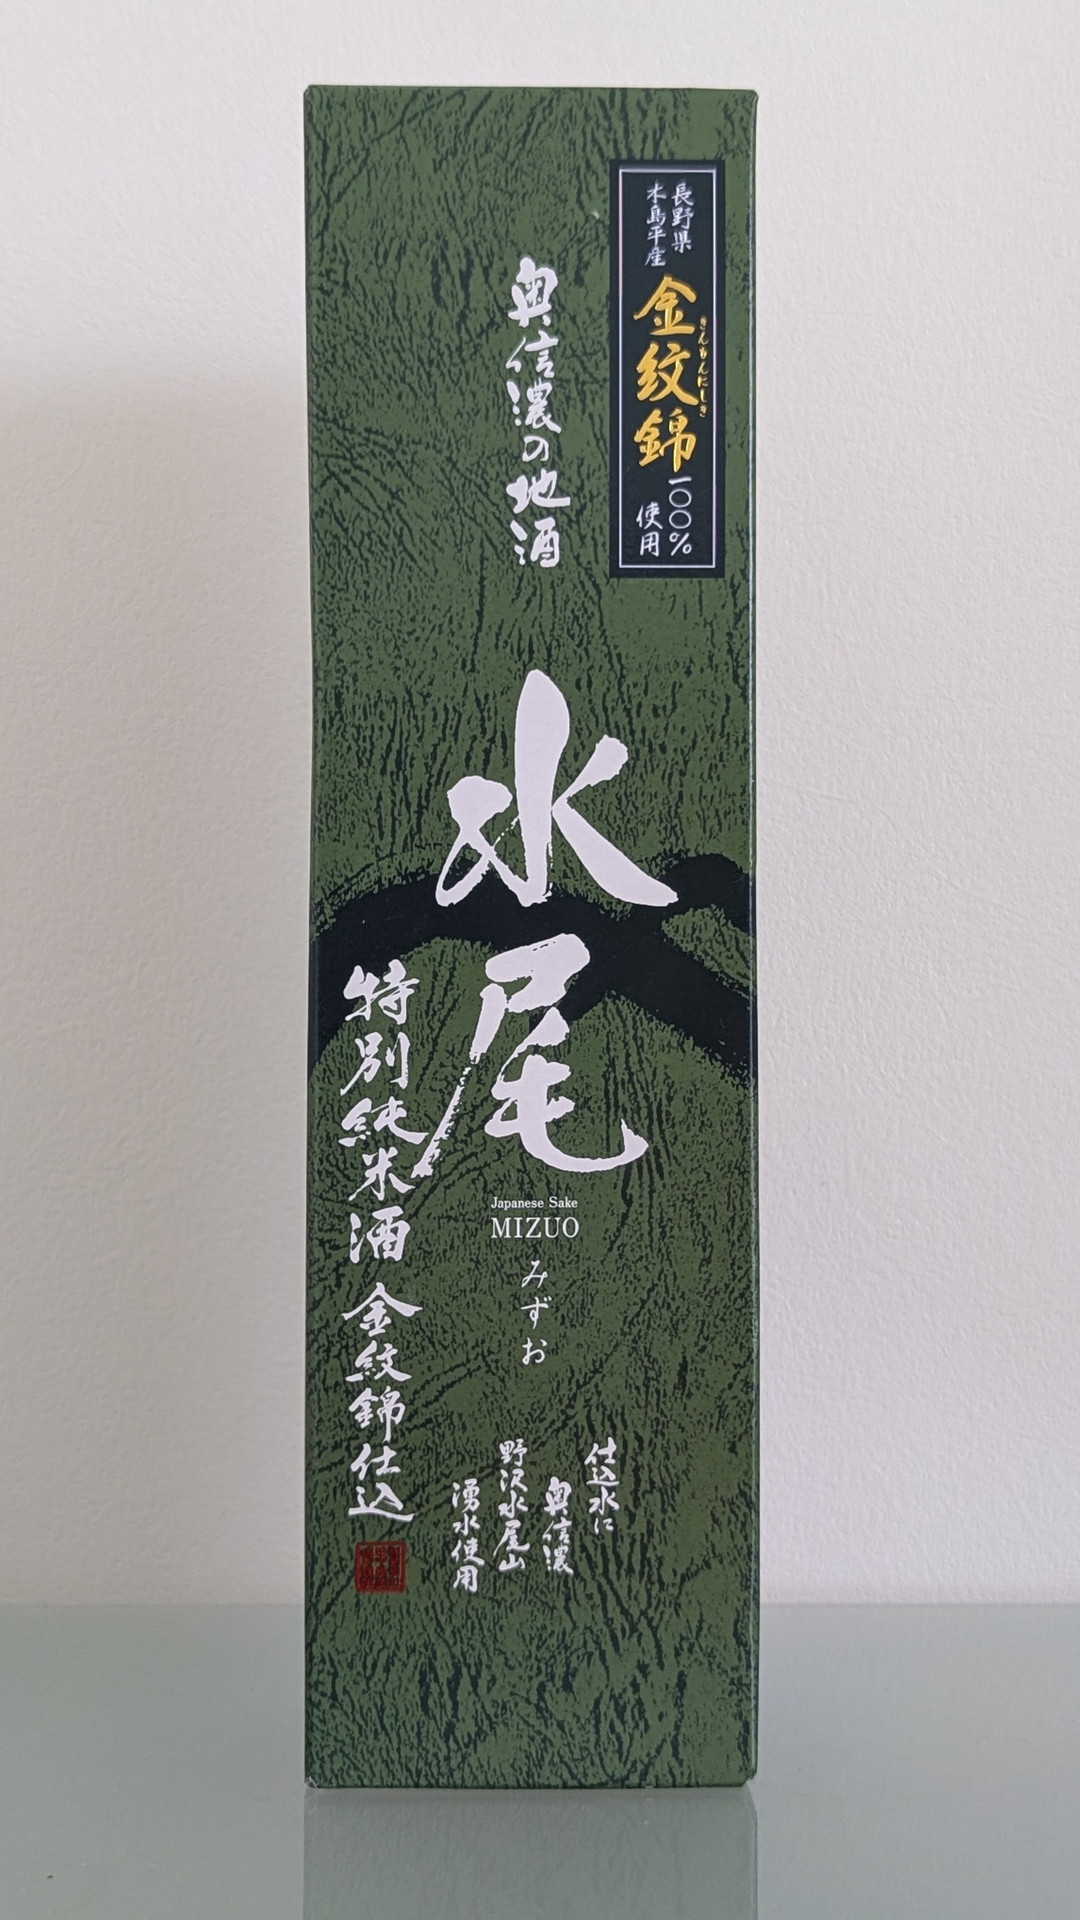 長野県
木島平産
金紋錦
きんもんにしき
一〇〇%
使用
奥信濃の地酒
水尾
Japanese Sake
MIZUO
みずお
特別純米酒 金紋錦仕込
仕込水に
奥信濃
野沢水尾山
湧水使用